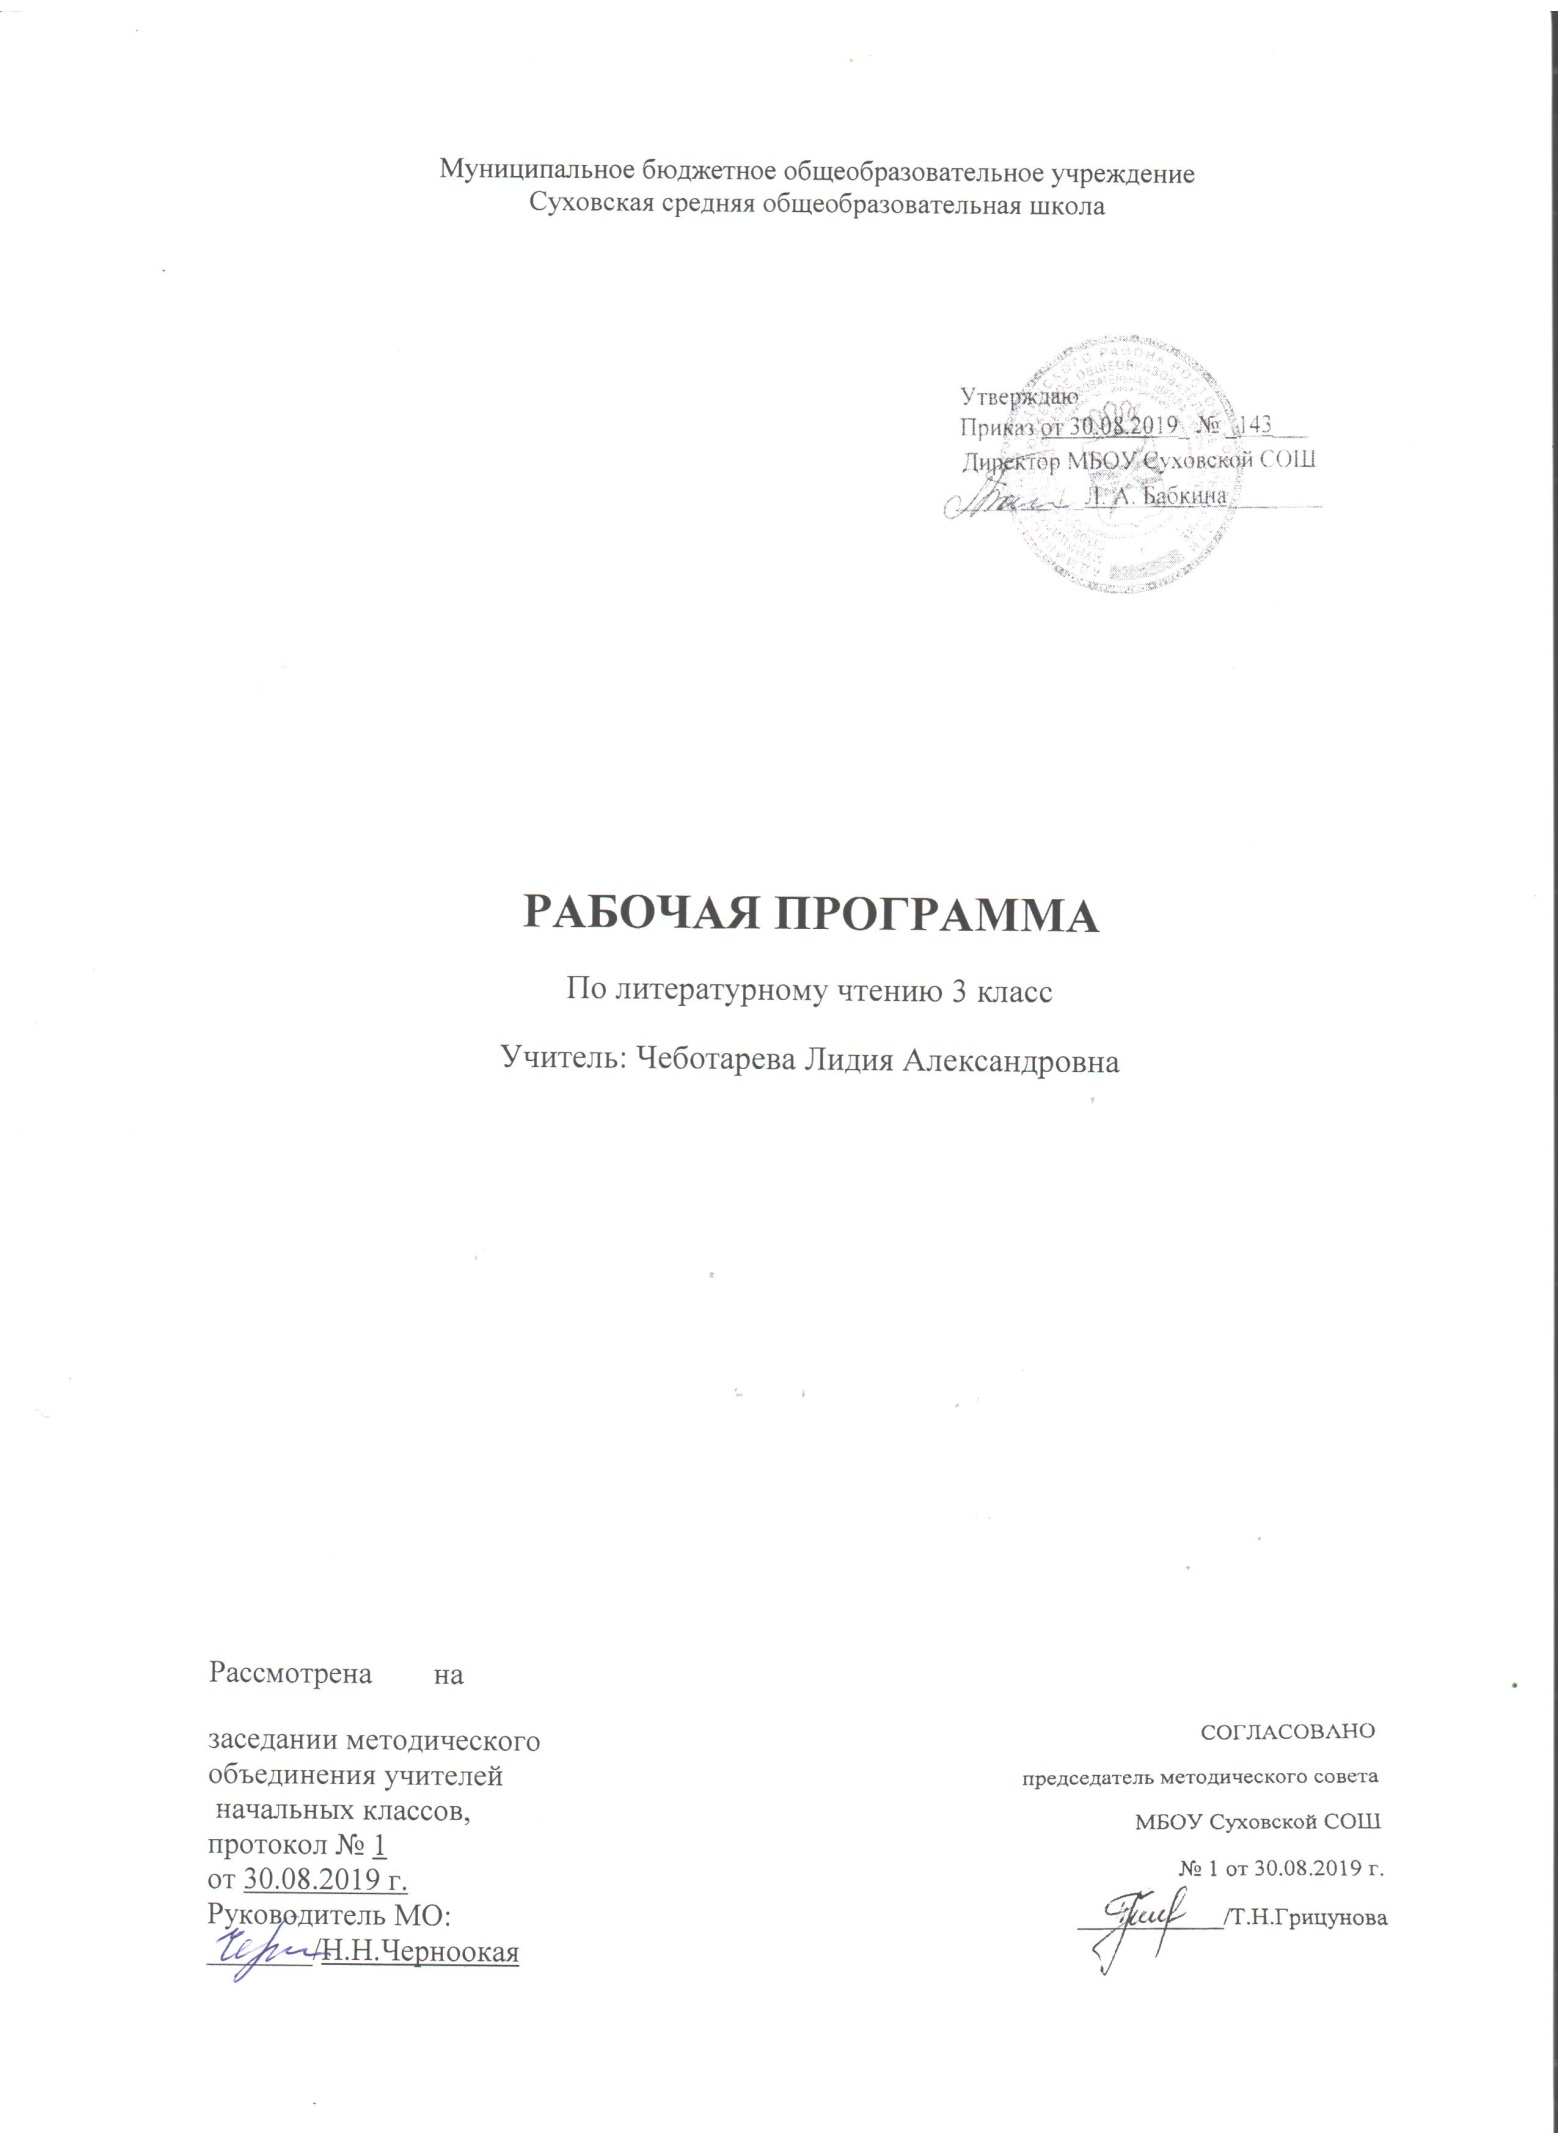 Муниципальное бюджетное общеобразовательное учреждение
Суховская средняя общеобразовательная школа
Утверждаю
Приказ от 30.08.2019_ № _143___
Директор МБОУ Суховской СОШ
Л. А. Бабкина
РАБОЧАЯ ПРОГРАММА
По литературному чтению 3 класс
Учитель: Чеботарева Лидия Александровна
Рассмотрена на
заседании методического
объединения учителей
начальных классов,
протокол № 1
от 30.08.2019 г.
Руководитель МО:
/Н.Н.Черноокая
СОГЛАСОВАНО
председатель методического совета
МБОУ Суховской СОШ
№ 1 от 30.08.2019 г.
/Т.Н.Грицунова